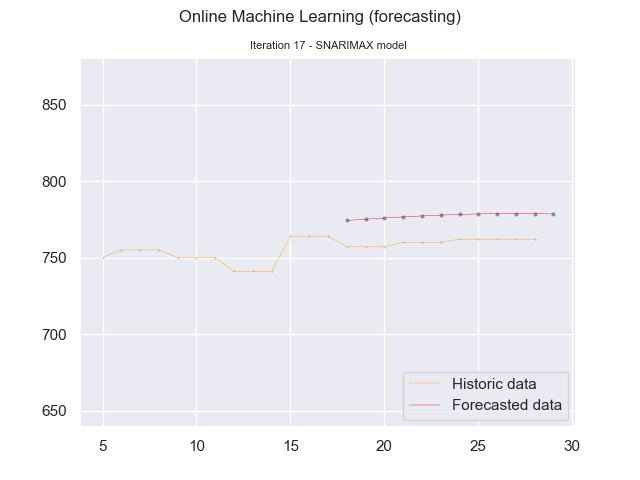 Online Machine Learning (forecasting)
Iteration 17 - SNARIMAX model
850
800
750
700
650
5 10 15 20 25 30
Historic data
Forecasted data